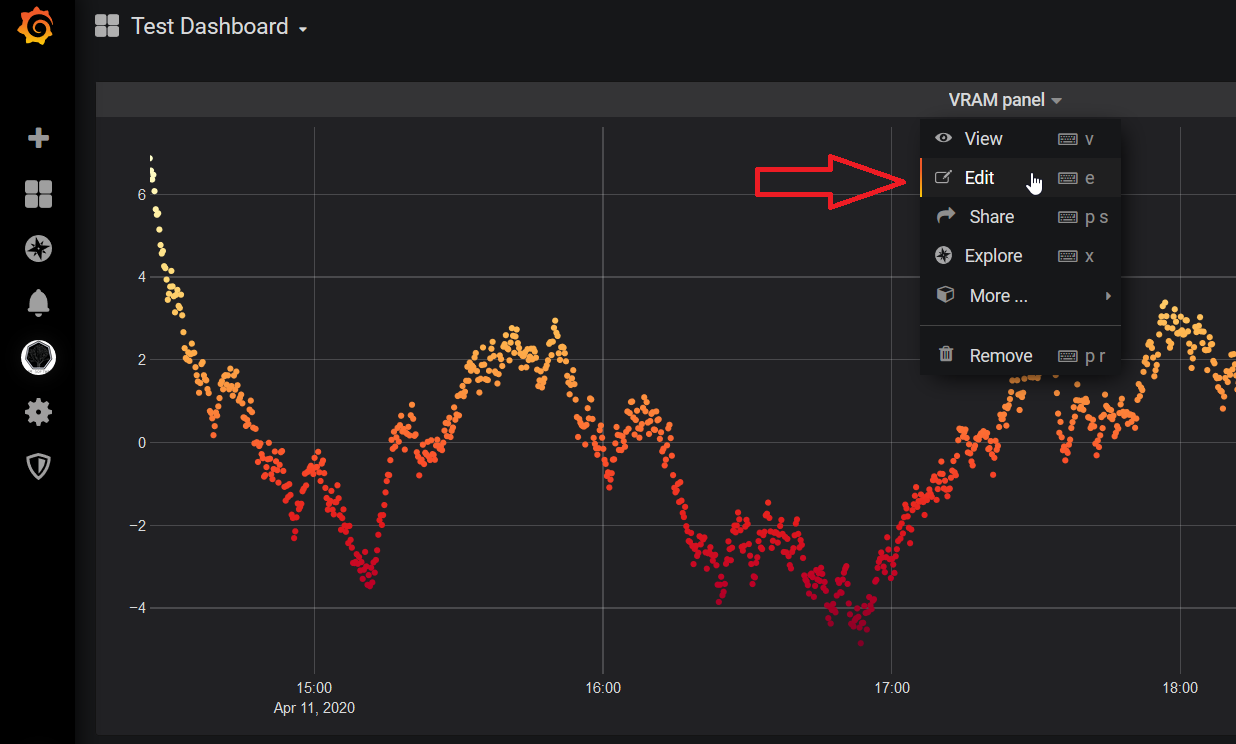 Test Dashboard
VRAM panel
View v
Edit e
Share p s
Explore x
More ...
Remove p r
6
4
2
0
−2
−4
15:00 16:00 17:00 18:00
Apr 11, 2020